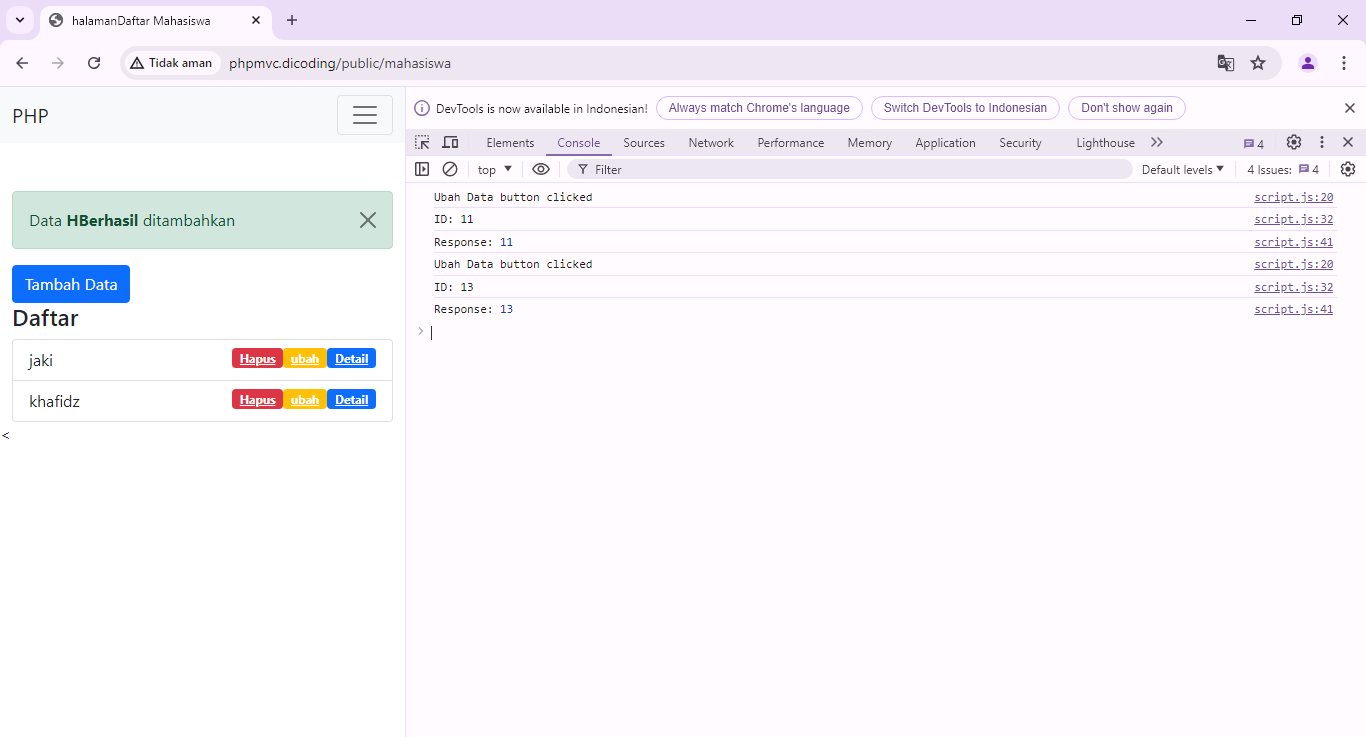 halamanDaftar Mahasiswa
Tidak aman
phpmvc.dicoding/public/mahasiswa
PHP
Data HBerhasil ditambahkan
Tambah Data
Daftar
jaki Hapus ubah Detail
khafidz Hapus ubah Detail
<
DevTools is now available in Indonesian! Always match Chrome's language Switch DevTools to Indonesian Don't show again
Elements Console Sources Network Performance Memory Application Security Lighthouse 4
top Filter Default levels 4 Issues: 4
Ubah Data button clicked script.js:20
ID: 11 script.js:32
Response: 11 script.js:41
Ubah Data button clicked script.js:20
ID: 13 script.js:32
Response: 13 script.js:41